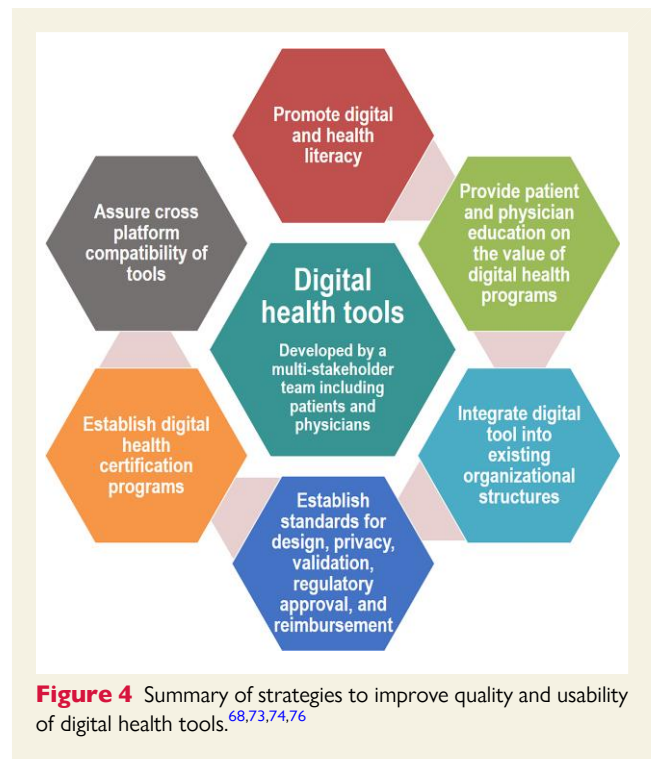 Promote digital
and health
literacy
Provide patient
and physician
education on
the value of
digital health
programs
Integrate digital
tool into
existing
organizational
structures
Establish
standards for
design, privacy,
validation,
regulatory
approval, and
reimbursement
Establish digital
health
certification
programs
Assure cross
platform
compatibility of
tools
Digital
health tools
Developed by a
multi-stakeholder
team including
patients and
physicians
Figure 4 Summary of strategies to improve quality and usability
of digital health tools.68,73,74,76